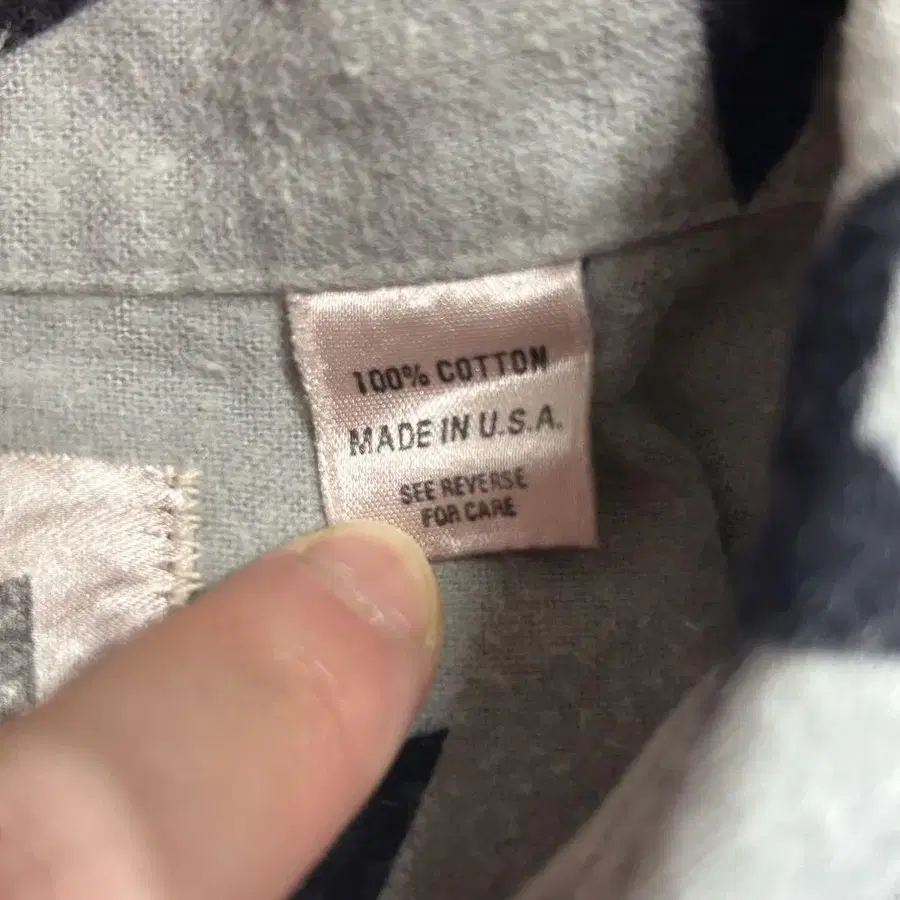 100% COTTON
MADE IN U.S.A.
SEE REVERSE
FOR CARE